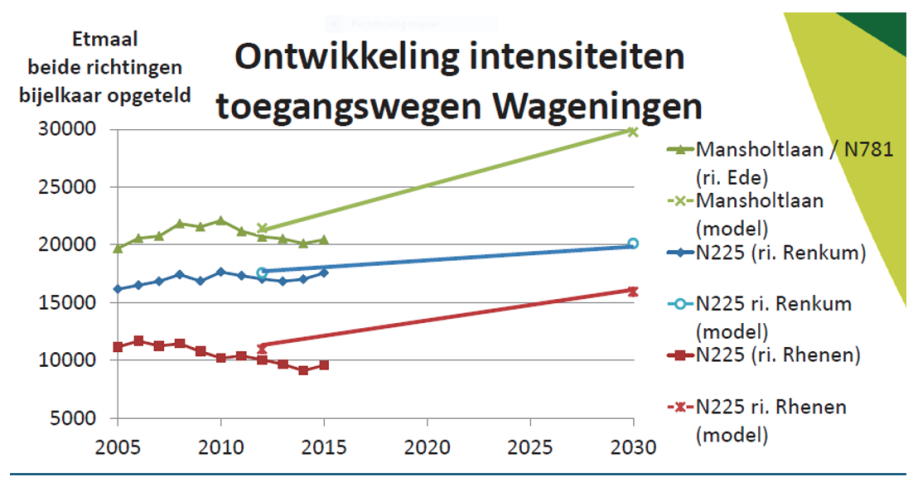 Etmaal
beide richtingen
bijelkaar opgeteld
Ontwikkeling intensiteiten
toegangswegen Wageningen
30000
25000
20000
15000
10000
5000
2005 2010 2015 2020 2025 2030
Mansholtlaan / N781
(ri. Ede)
Mansholtlaan
(model)
N225 (ri. Renkum)
N225 ri. Renkum
(model)
N225 (ri. Rhenen)
N225 ri. Rhenen
(model)